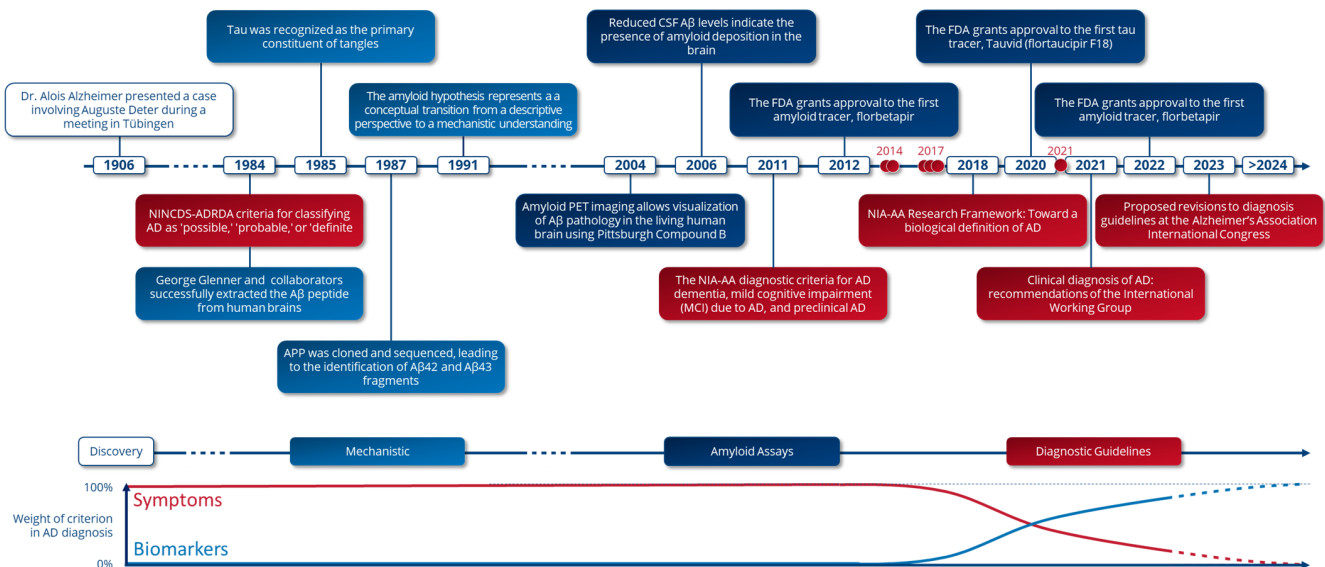 Tau was recognized as the primary
constituent of tangles
Reduced CSF Aβ levels indicate the
presence of amyloid deposition in the
brain
The FDA grants approval to the first tau
tracer, Tauvid (flortaucipir F18)
Dr. Alois Alzheimer presented a case
involving Auguste Deter during a
meeting in Tübingen
The amyloid hypothesis represents a a
conceptual transition from a descriptive
perspective to a mechanistic understanding
The FDA grants approval to the first
amyloid tracer, florbetapir
The FDA grants approval to the first
amyloid tracer, florbetapir
1906
1984
1985
1987
1991
2004
2006
2011
2012
2014
2017
2018
2020
2021
2021
2022
2023
>2024
NINCDS-ADRDA criteria for classifying
AD as 'possible,' 'probable,' or 'definite
Amyloid PET imaging allows visualization
of Aβ pathology in the living human
brain using Pittsburgh Compound B
NIA-AA Research Framework: Toward a
biological definition of AD
Proposed revisions to diagnosis
guidelines at the Alzheimer's Association
International Congress
George Glenner and collaborators
successfully extracted the Aβ peptide
from human brains
The NIA-AA diagnostic criteria for AD
dementia, mild cognitive impairment
(MCI) due to AD, and preclinical AD
Clinical diagnosis of AD:
recommendations of the International
Working Group
APP was cloned and sequenced, leading
to the identification of Aβ42 and Aβ43
fragments
Discovery
Mechanistic
Amyloid Assays
Diagnostic Guidelines
100%
Symptoms
Weight of criterion
in AD diagnosis
Biomarkers
0%